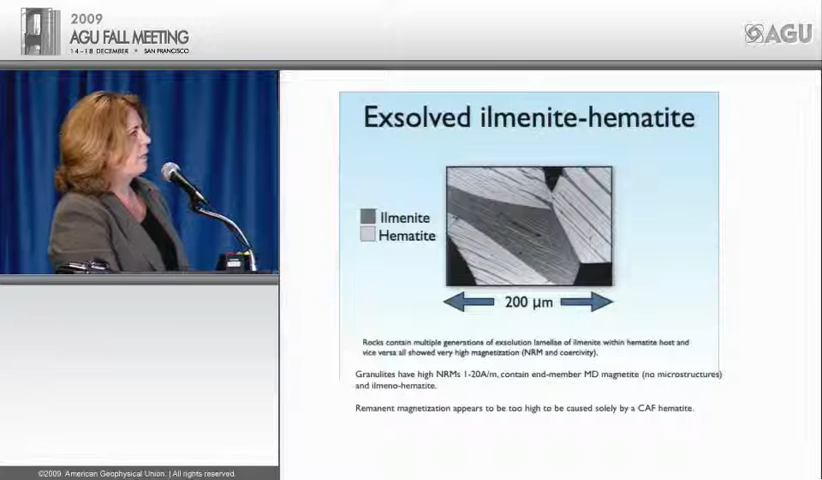 2009
AGU FALL MEETING
14 - 18 DECEMBER • SAN FRANCISCO
AGU
Exsolved ilmenite-hematite
Ilmenite
Hematite
200 µm
Rocks contain multiple generations of exsolution lamellae of ilmenite within hematite host and
vice versa all showed very high magnetization (NRM and coercivity).
Granulites have high NRMs 1-20A/m, contain end-member MD magnetite (no microstructures)
and ilmeno-hematite.
Remanent magnetization appears to be too high to be caused solely by a CAF hematite.
©2009. American Geophysical Union. | All rights reserved.